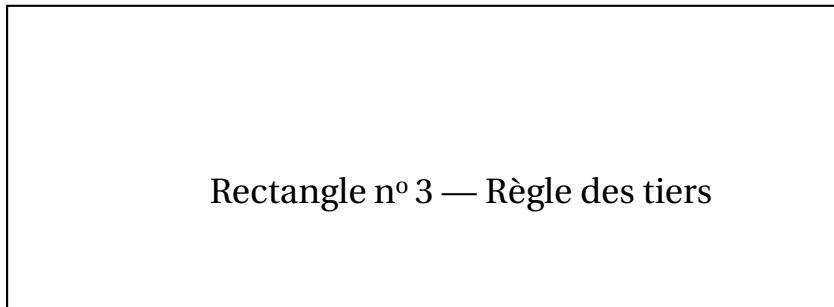 Rectangle nº 3 — Règle des tiers